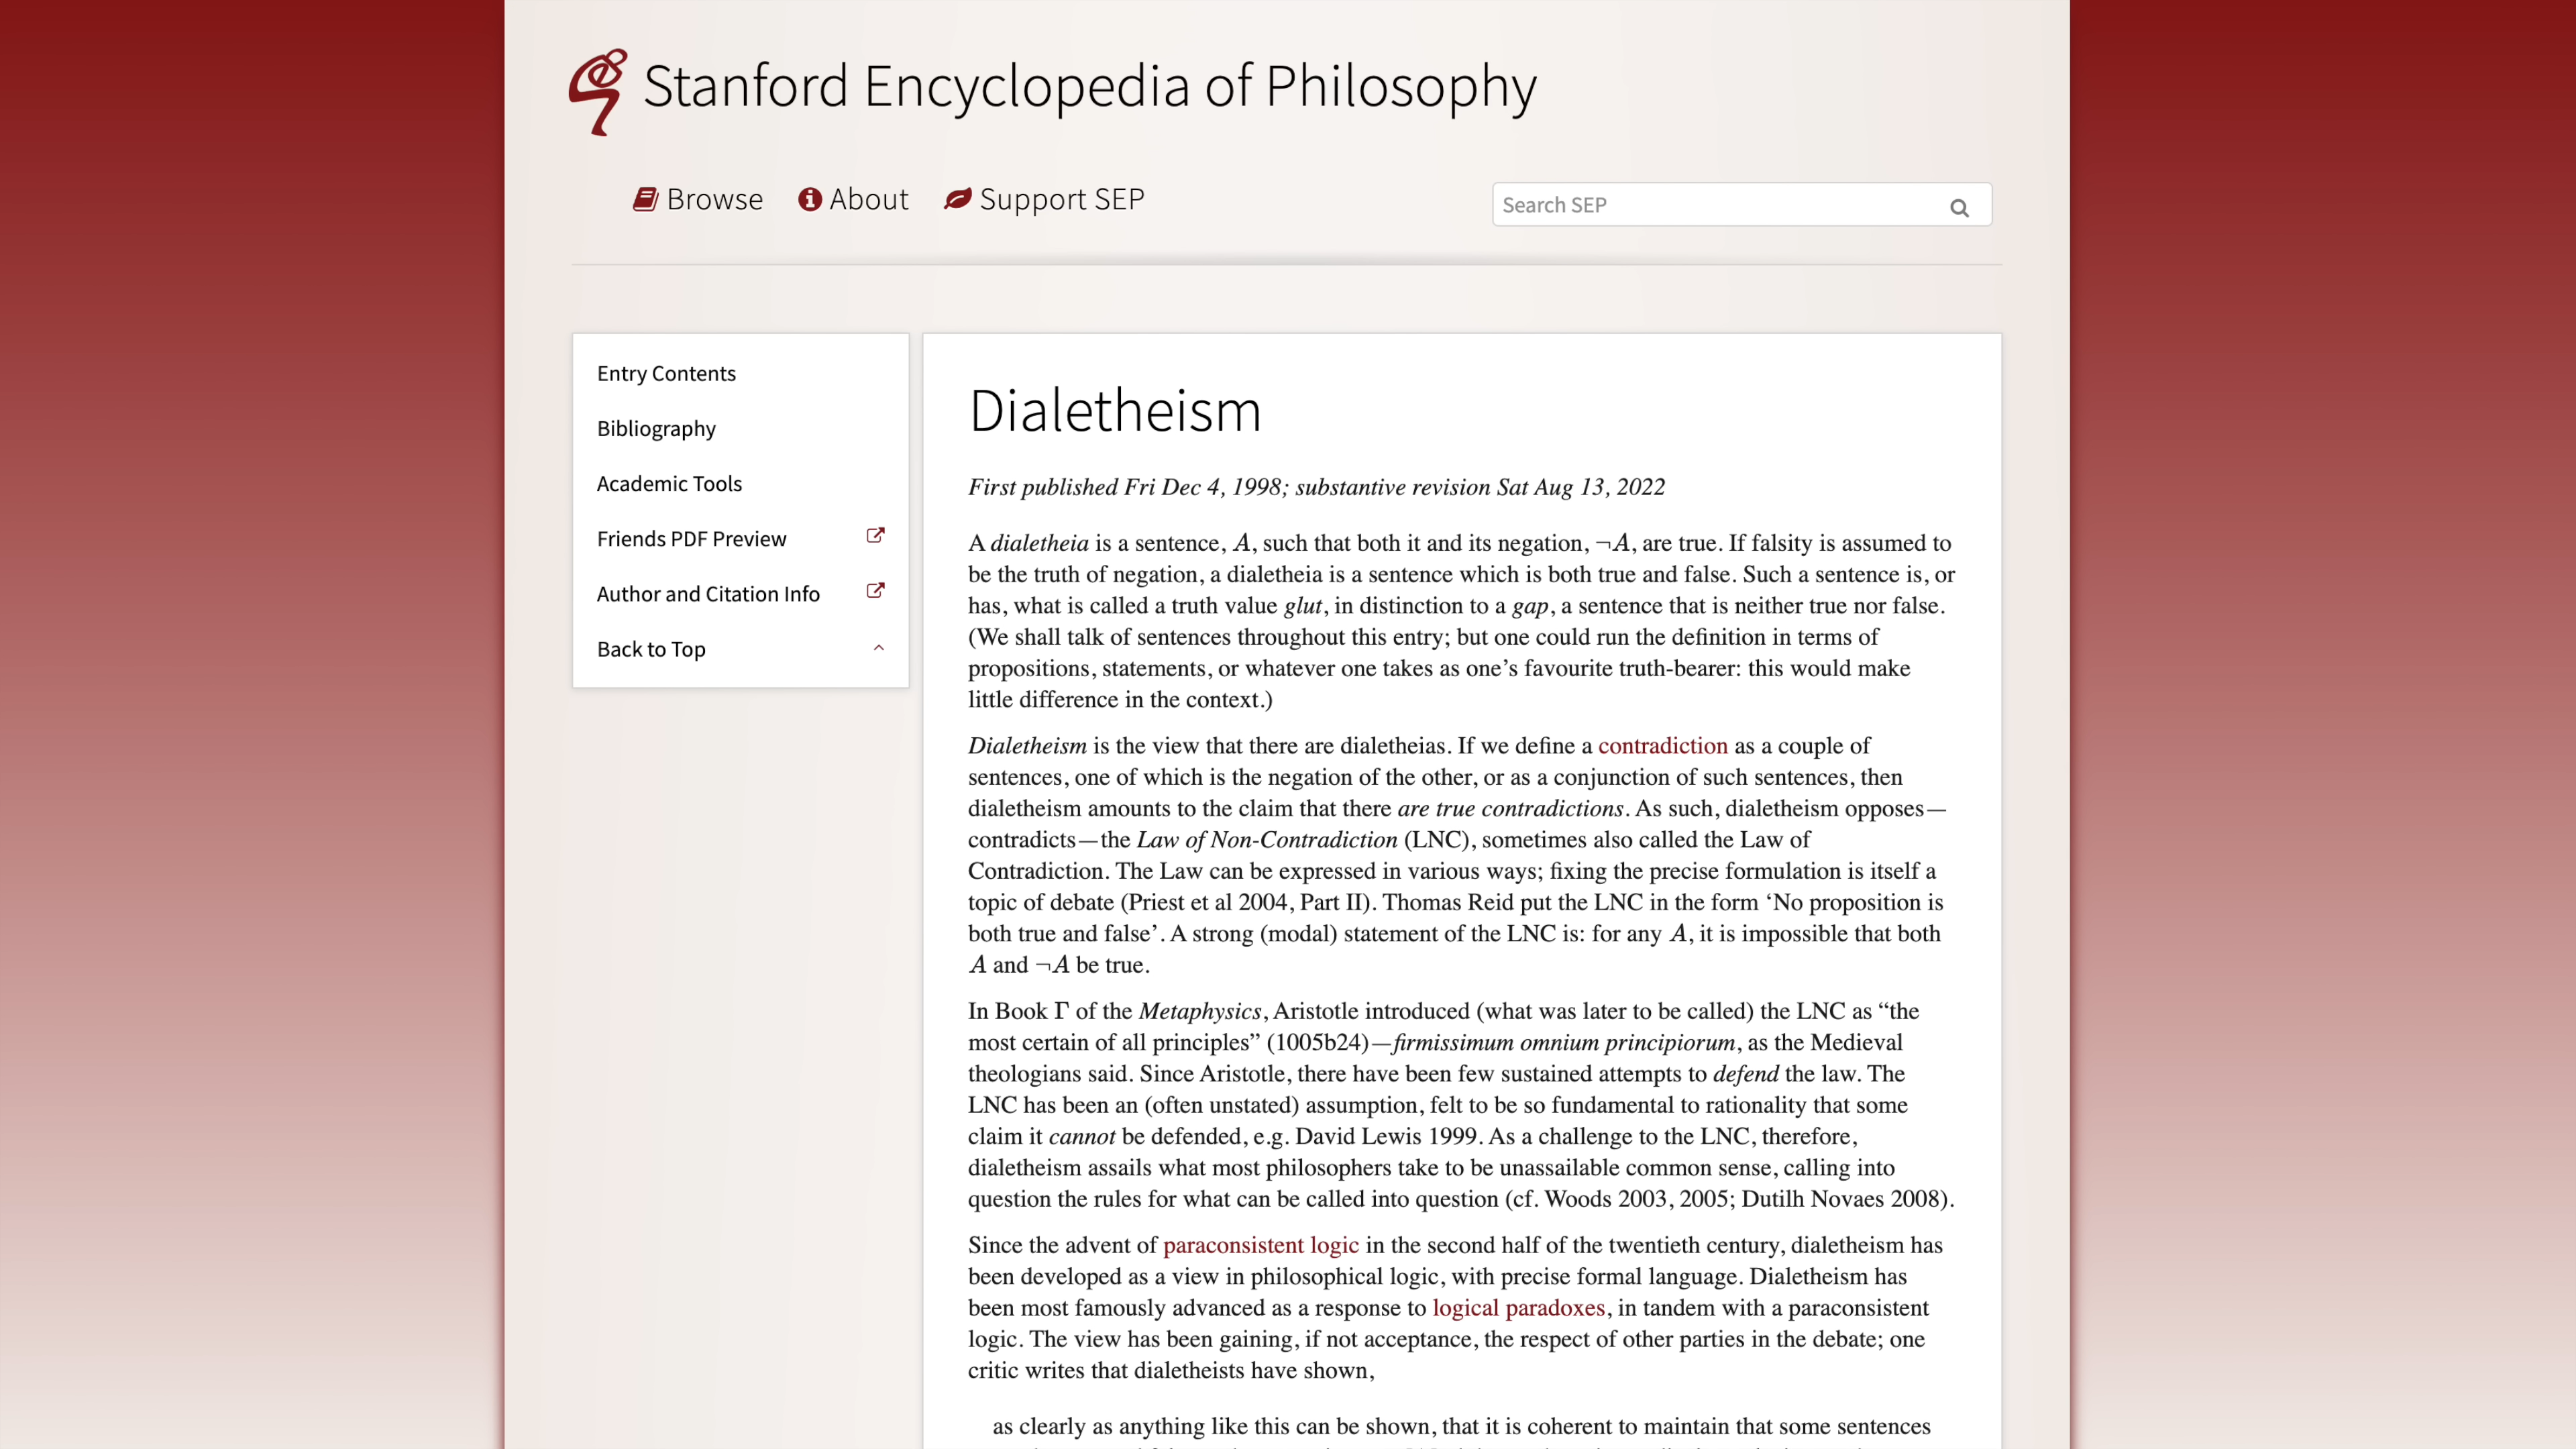 Stanford Encyclopedia of Philosophy
Browse About Support SEP
Search SEP
Entry Contents
Bibliography
Academic Tools
Friends PDF Preview
Author and Citation Info
Back to Top
Dialetheism
First published Fri Dec 4, 1998; substantive revision Sat Aug 13, 2022
A dialetheia is a sentence, A, such that both it and its negation, ¬A, are true. If falsity is assumed to
be the truth of negation, a dialetheia is a sentence which is both true and false. Such a sentence is, or
has, what is called a truth value glut, in distinction to a gap, a sentence that is neither true nor false.
(We shall talk of sentences throughout this entry; but one could run the definition in terms of
propositions, statements, or whatever one takes as one’s favourite truth-bearer: this would make
little difference in the context.)
Dialetheism is the view that there are dialetheias. If we define a contradiction as a couple of
sentences, one of which is the negation of the other, or as a conjunction of such sentences, then
dialetheism amounts to the claim that there are true contradictions. As such, dialetheism opposes—
contradicts—the Law of Non-Contradiction (LNC), sometimes also called the Law of
Contradiction. The Law can be expressed in various ways; fixing the precise formulation is itself a
topic of debate (Priest et al 2004, Part II). Thomas Reid put the LNC in the form ‘No proposition is
both true and false’. A strong (modal) statement of the LNC is: for any A, it is impossible that both
A and ¬A be true.
In Book Γ of the Metaphysics, Aristotle introduced (what was later to be called) the LNC as “the
most certain of all principles” (1005b24)—firmissimum omnium principiorum, as the Medieval
theologians said. Since Aristotle, there have been few sustained attempts to defend the law. The
LNC has been an (often unstated) assumption, felt to be so fundamental to rationality that some
claim it cannot be defended, e.g. David Lewis 1999. As a challenge to the LNC, therefore,
dialetheism assails what most philosophers take to be unassailable common sense, calling into
question the rules for what can be called into question (cf. Woods 2003, 2005; Dutilh Novaes 2008).
Since the advent of paraconsistent logic in the second half of the twentieth century, dialetheism has
been developed as a view in philosophical logic, with precise formal language. Dialetheism has
been most famously advanced as a response to logical paradoxes, in tandem with a paraconsistent
logic. The view has been gaining, if not acceptance, the respect of other parties in the debate; one
critic writes that dialetheists have shown,
as clearly as anything like this can be shown, that it is coherent to maintain that some sentences